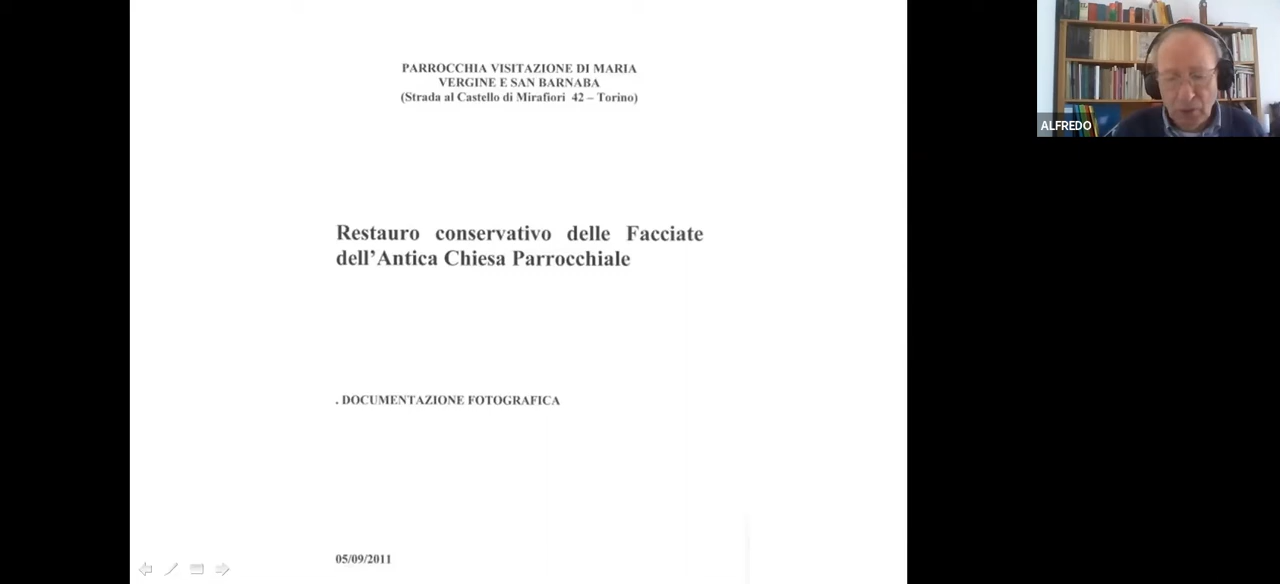 PARROCCHIA VISITAZIONE DI MARIA
VERGINE E SAN BARNABA
(Strada al Castello di Mirafiori 42 – Torino)
Restauro conservativo delle Facciate
dell'Antica Chiesa Parrocchiale
. DOCUMENTAZIONE FOTOGRAFICA
05/09/2011
ALFREDO